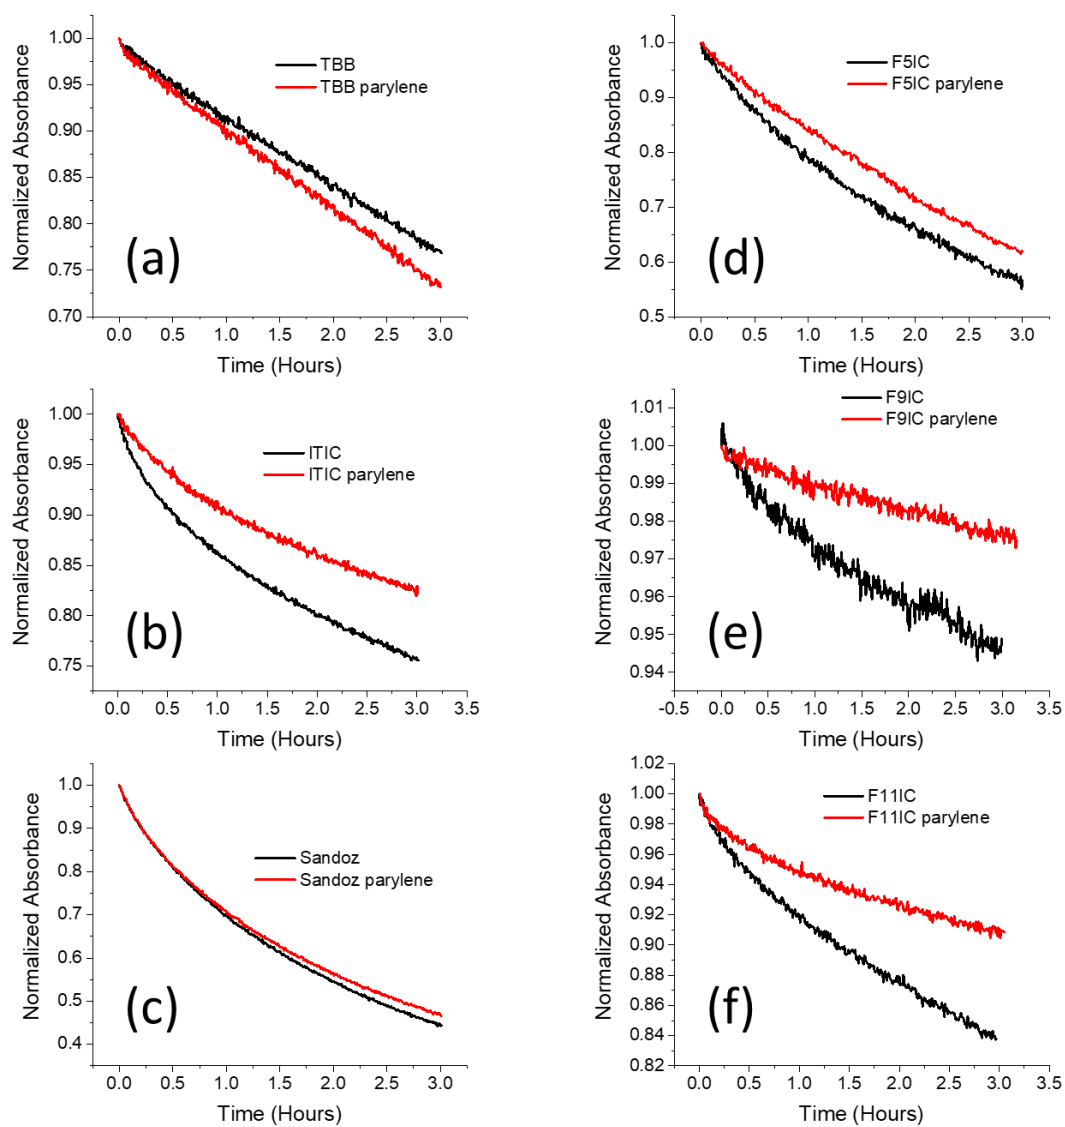 1.00
0.95
0.90
0.85
0.80
0.75
0.70
Normalized Absorbance
TBB
TBB parylene
(a)
0.0 0.5 1.0 1.5 2.0 2.5 3.0
Time (Hours)
1.0
0.9
0.8
0.7
0.6
0.5
Normalized Absorbance
F5IC
F5IC parylene
(d)
0.0 0.5 1.0 1.5 2.0 2.5 3.0
Time (Hours)
1.00
0.95
0.90
0.85
0.80
0.75
Normalized Absorbance
ITIC
ITIC parylene
(b)
0.0 0.5 1.0 1.5 2.0 2.5 3.0 3.5
Time (Hours)
1.01
1.00
0.99
0.98
0.97
0.96
0.95
0.94
Normalized Absorbance
F9IC
F9IC parylene
(e)
-0.5 0.0 0.5 1.0 1.5 2.0 2.5 3.0 3.5
Time (Hours)
1.0
0.9
0.8
0.7
0.6
0.5
0.4
Normalized Absorbance
Sandoz
Sandoz parylene
(c)
0.0 0.5 1.0 1.5 2.0 2.5 3.0
Time (Hours)
1.02
1.00
0.98
0.96
0.94
0.92
0.90
0.88
0.86
0.84
0.82
Normalized Absorbance
F11IC
F11IC parylene
(f)
0.0 0.5 1.0 1.5 2.0 2.5 3.0 3.5
Time (Hours)